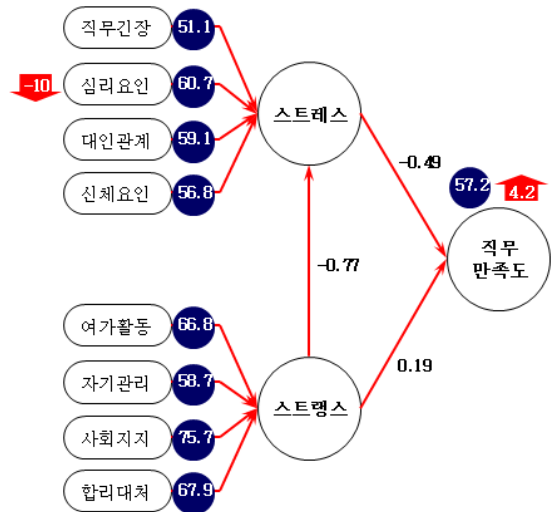 직무긴장 51.1
-10 심리요인 60.7
대인관계 59.1
신체요인 56.8
스트레스
-0.49
57.2 4.2
직무
만족도
-0.77
여가활동 66.8
자기관리 58.7
사회지지 75.7
합리대처 67.9
스트랭스
0.19